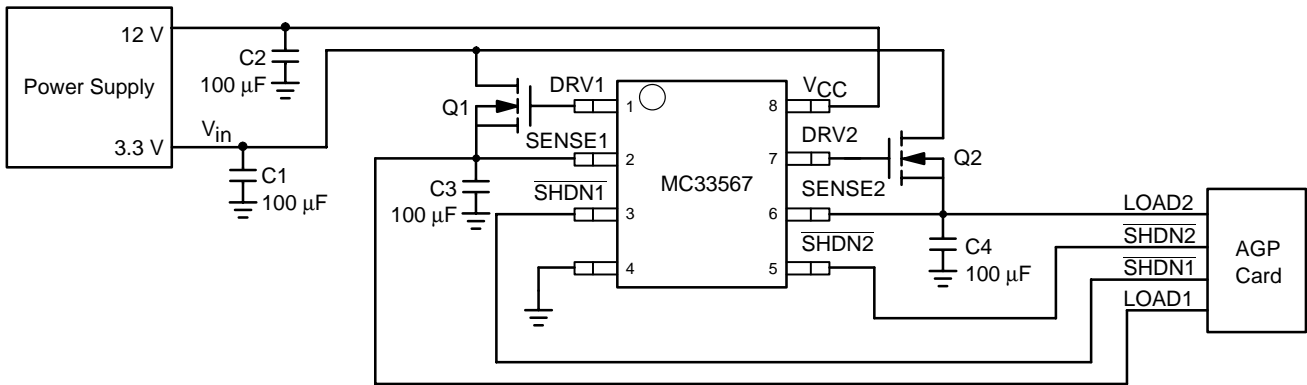 12 V
Power Supply
3.3 V
C2
100 µF
Vin
C1
100 µF
Q1
DRV1
SENSE1
C3
100 µF
SHDN1
1
2
3
4
MC33567
8
7
6
5
VCC
DRV2
SENSE2
SHDN2
Q2
C4
100 µF
LOAD2
SHDN2
SHDN1
LOAD1
AGP
Card